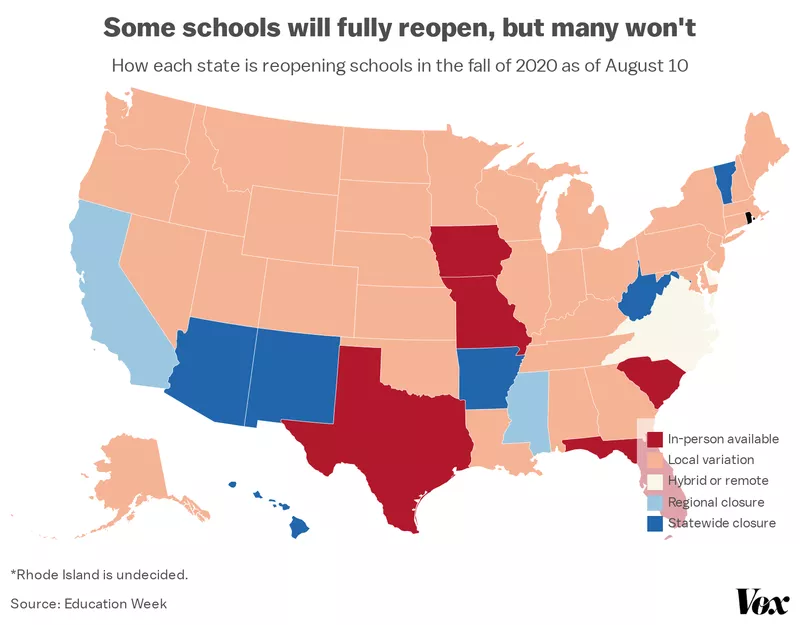 Some schools will fully reopen, but many won't
How each state is reopening schools in the fall of 2020 as of August 10
In-person available
Local variation
Hybrid or remote
Regional closure
Statewide closure
*Rhode Island is undecided.
Source: Education Week
Vox